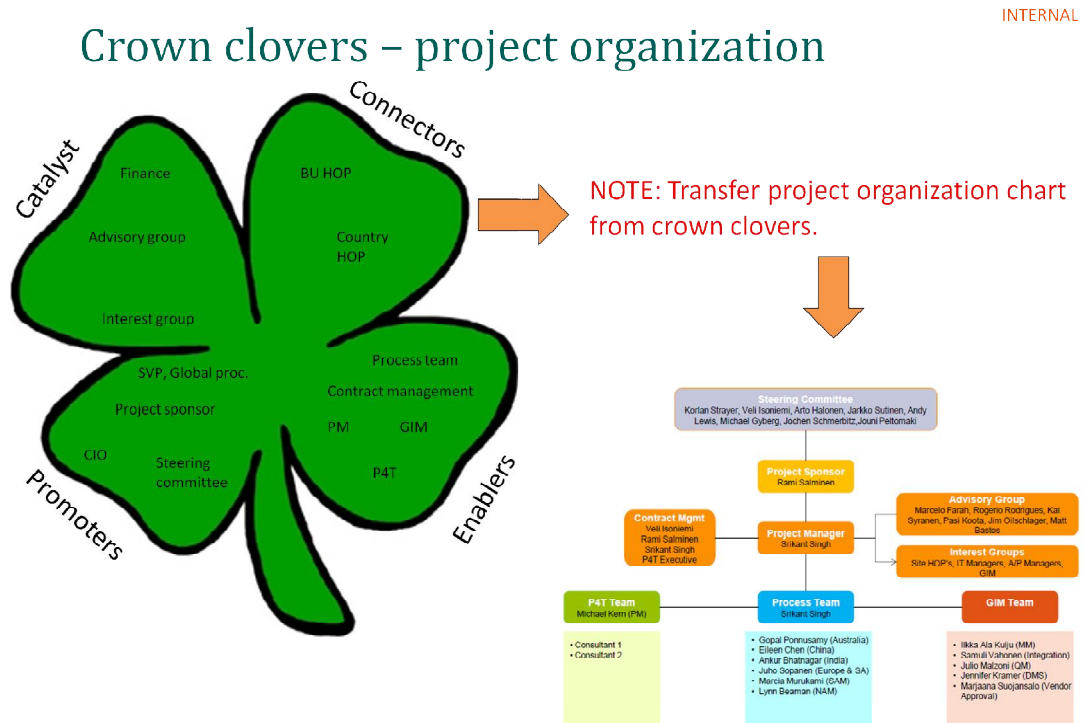 INTERNAL
Crown clovers – project organization
Catalyst
Connectors
Finance
Advisory group
Interest group
BU HOP
Country
HOP
NOTE: Transfer project organization chart
from crown clovers.
SVP, Global proc.
Project sponsor
CIO
Steering
committee
Promoters
Process team
Contract management
PM
GIM
P4T
Enablers
Steering Committee
Korlan Strayer, Veli Isoniemi, Arto Halonen, Jarkko Sutinen, Andy
Lewis, Michael Gyberg, Jochen Schmerbitz,Jouni Peltomaki
Project Sponsor
Rami Salminen
Contract Mgmt
Veli Isoniemi
Rami Salminen
Srikant Singh
P4T Executive
Project Manager
Srikant Singh
Advisory Group
Marcelo Farah, Rogerio Rodrigues, Kai
Syranen, Pasi Koota, Jim Oilschlager, Matt
Bastos
Interest Groups
Site HOP's, IT Managers, A/P Managers,
GIM
P4T Team
Michael Kern (PM)
• Consultant 1
• Consultant 2
Process Team
Srikant Singh
• Gopal Ponnusamy (Australia)
• Eileen Chen (China)
• Ankur Bhatnagar (India)
• Juho Sopanen (Europe & SA)
• Marcia Murukami (SAM)
• Lynn Beaman (NAM)
GIM Team
• Ilkka Ala Kulju (MM)
• Samuli Vahonen (Integration)
• Julio Malzoni (QM)
• Jennifer Kramer (DMS)
• Marjaana Suojansalo (Vendor
Approval)